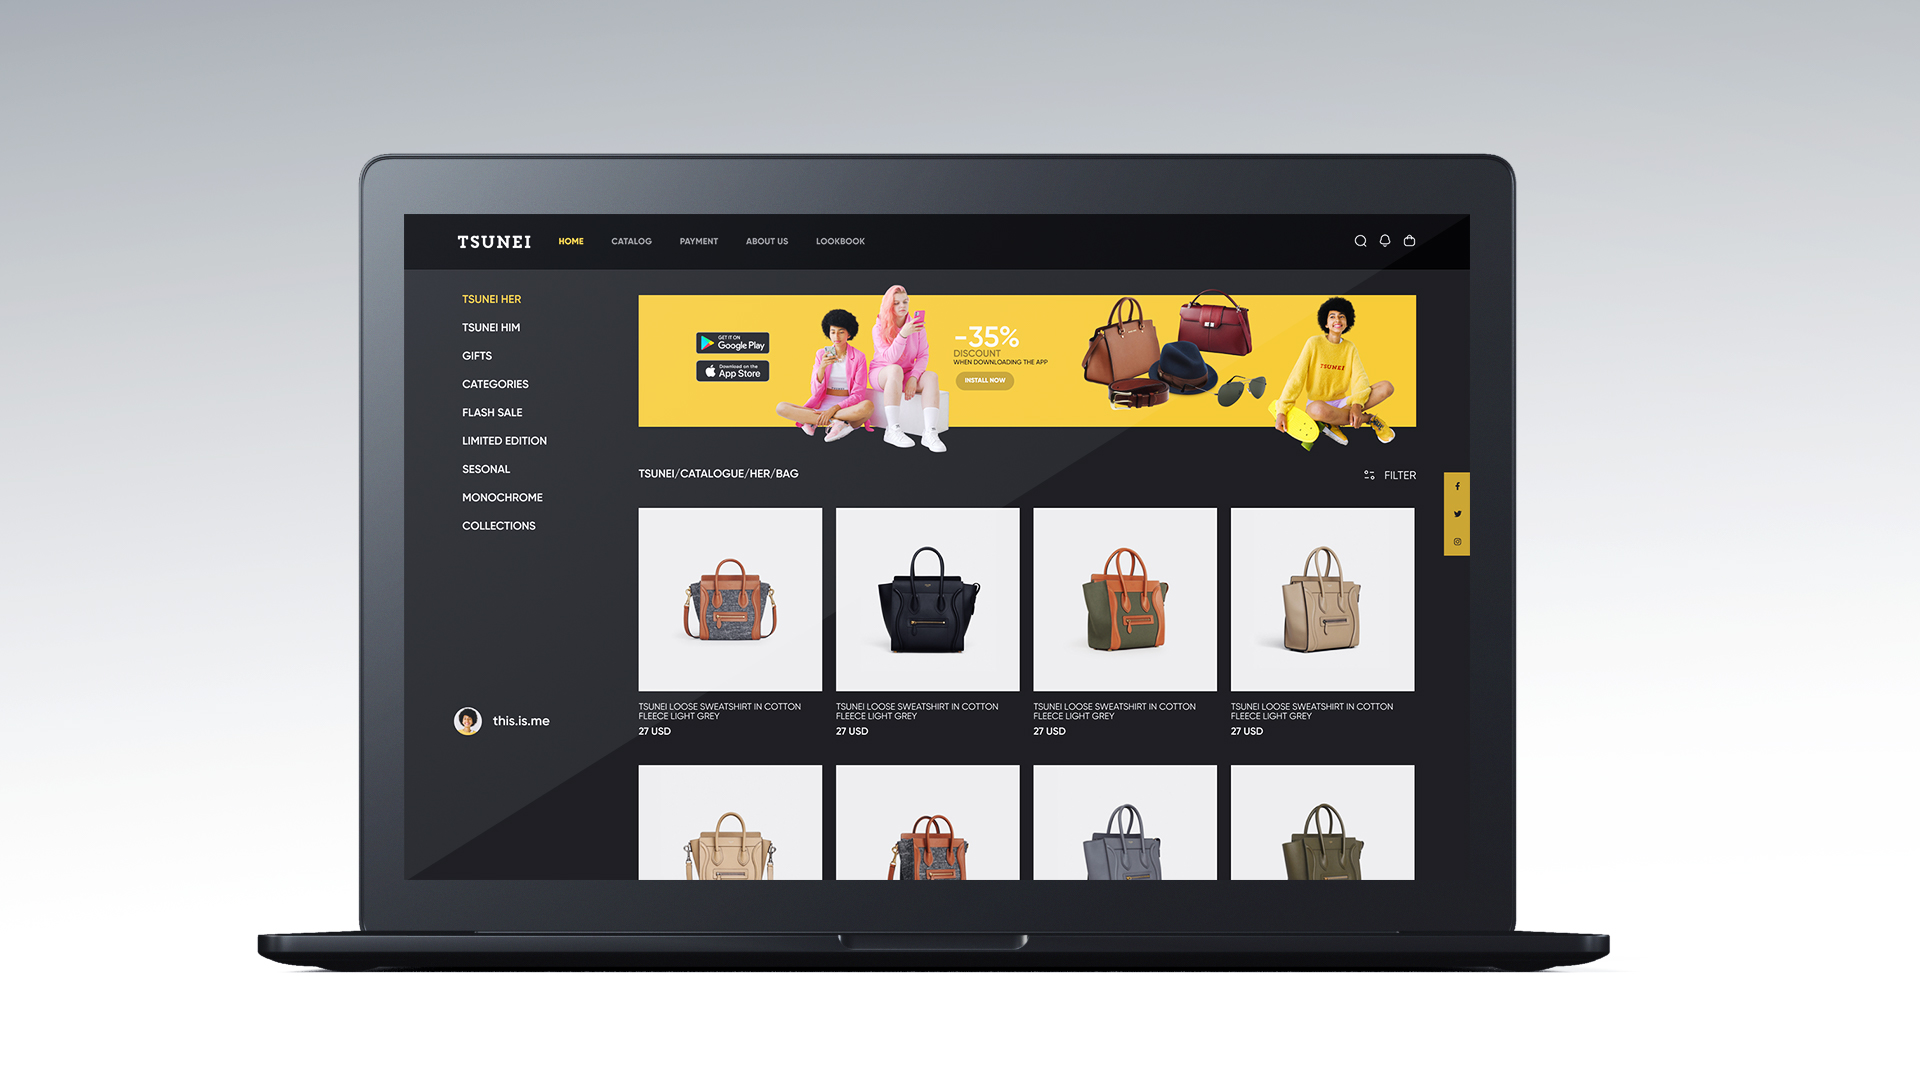 TSUNEI
HOME
CATALOG
PAYMENT
ABOUT US
LOOKBOOK
TSUNEI HER
TSUNEI HIM
GIFTS
CATEGORIES
FLASH SALE
LIMITED EDITION
SESONAL
MONOCHROME
COLLECTIONS
this.is.me
GET IT ON
Google Play
Download on the
App Store
-35%
DISCOUNT
WHEN DOWNLOADING THE APP
INSTALL NOW
TSUNEI
TSUNEI/CATALOGUE/HER/BAG
FILTER
TSUNEI LOOSE SWEATSHIRT IN COTTON
FLEECE LIGHT GREY
27 USD
TSUNEI LOOSE SWEATSHIRT IN COTTON
FLEECE LIGHT GREY
27 USD
TSUNEI LOOSE SWEATSHIRT IN COTTON
FLEECE LIGHT GREY
27 USD
TSUNEI LOOSE SWEATSHIRT IN COTTON
FLEECE LIGHT GREY
27 USD